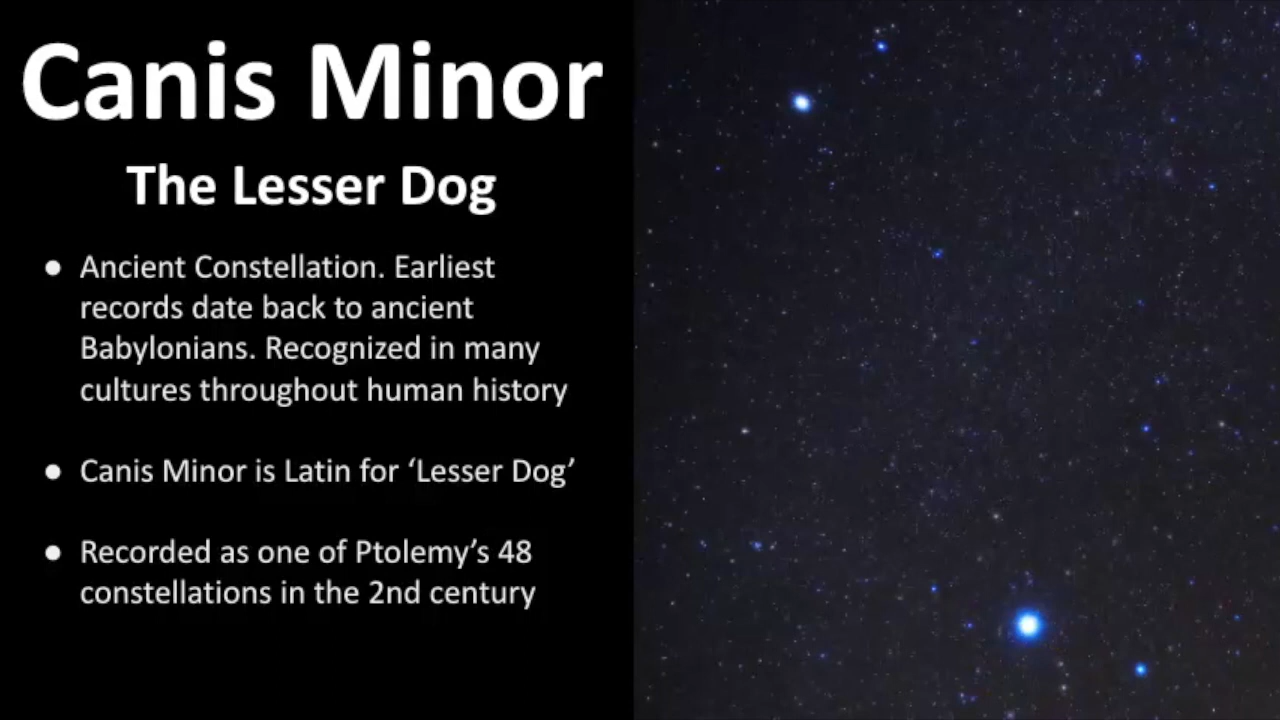 Canis Minor
The Lesser Dog
● Ancient Constellation. Earliest
records date back to ancient
Babylonians. Recognized in many
cultures throughout human history
● Canis Minor is Latin for ‘Lesser Dog’
● Recorded as one of Ptolemy’s 48
constellations in the 2nd century